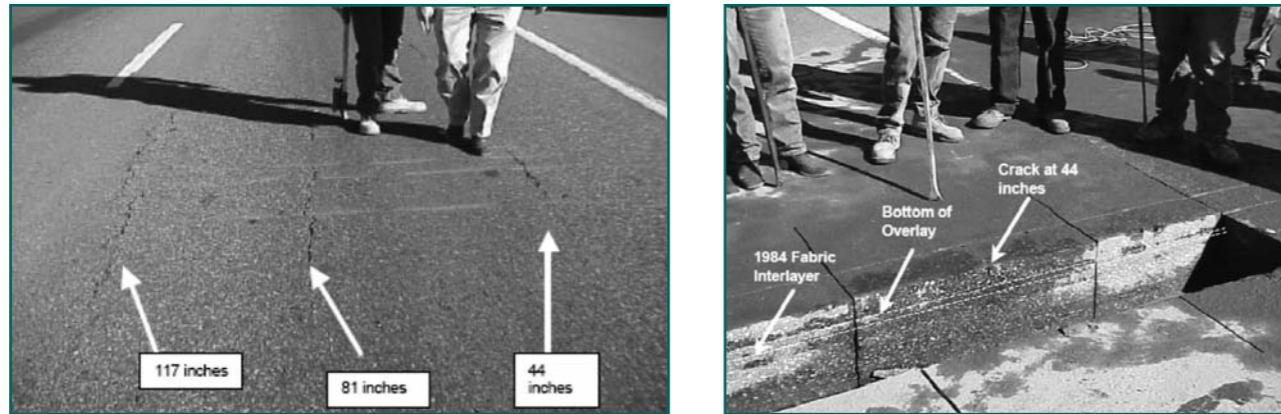 117 inches
81 inches
44
inches
Crack at 44
inches
Bottom of
Overlay
1984 Fabric
Interlayer